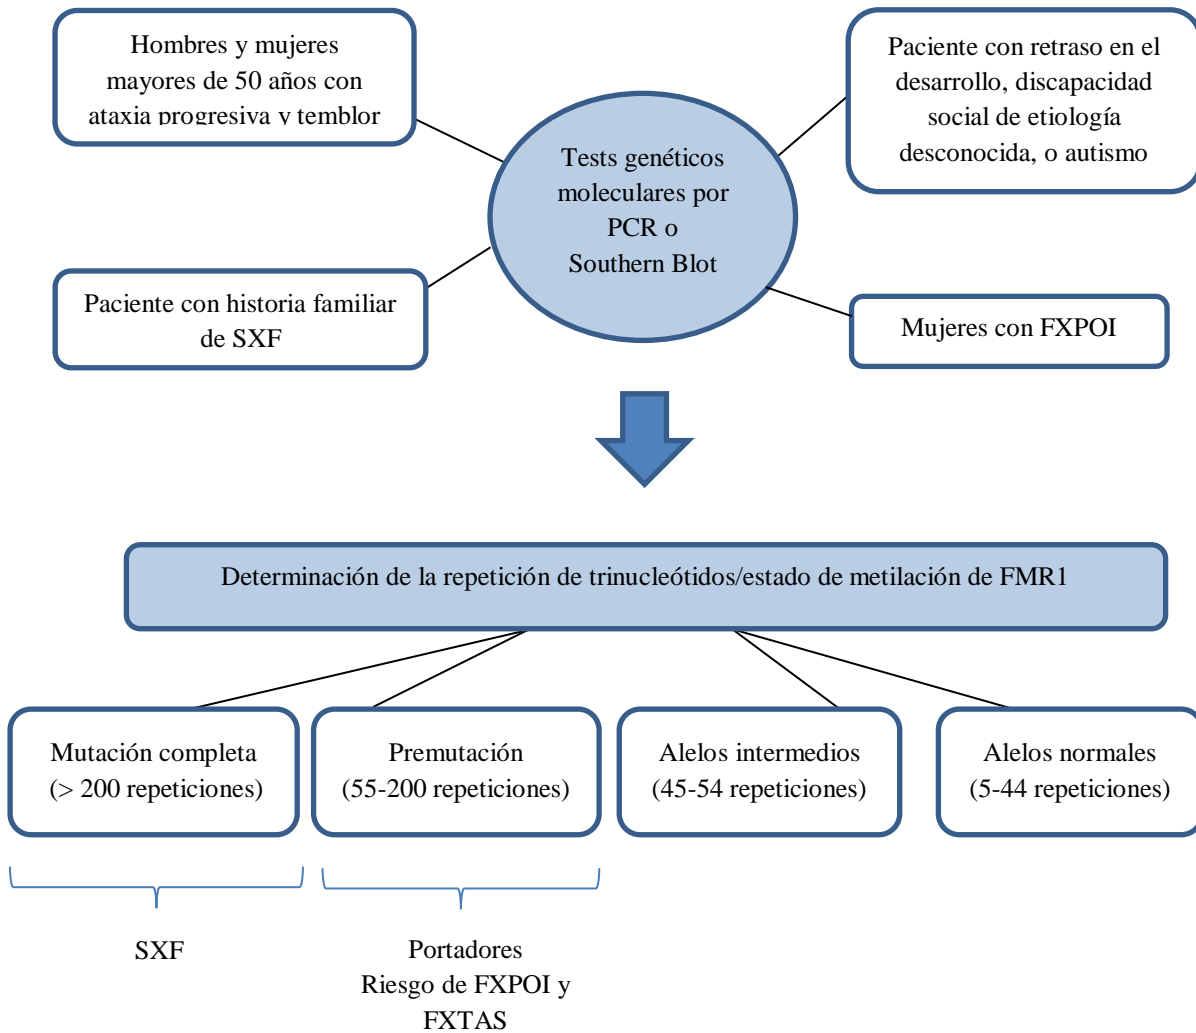 Hombres y mujeres
mayores de 50 años con
ataxia progresiva y temblor
Paciente con retraso en el
desarrollo, discapacidad
social de etiología
desconocida, o autismo
Tests genéticos
moleculares por
PCR o
Southern Blot
Paciente con historia familiar
de SXF
Mujeres con FXPOI
Determinación de la repetición de trinucleótidos/estado de metilación de FMR1
Mutación completa
(> 200 repeticiones)
Premutación
(55-200 repeticiones)
Alelos intermedios
(45-54 repeticiones)
Alelos normales
(5-44 repeticiones)
SXF
Portadores
Riesgo de FXPOI y
FXTAS